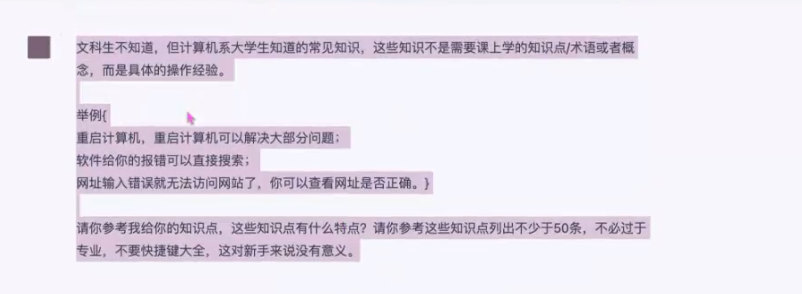 文科生不知道，但计算机系大学生知道的常见知识，这些知识不是需要课上学的知识点/术语或者概
念，而是具体的操作经验。
举例{
重启计算机，重启计算机可以解决大部分问题；
软件给你的报错可以直接搜索；
网址输入错误就无法访问网站了，你可以查看网址是否正确。}
请你参考我给你的知识点，这些知识点有什么特点？请你参考这些知识点列出不少于50条，不必过于
专业，不要快捷键大全，这对新手来说没有意义。